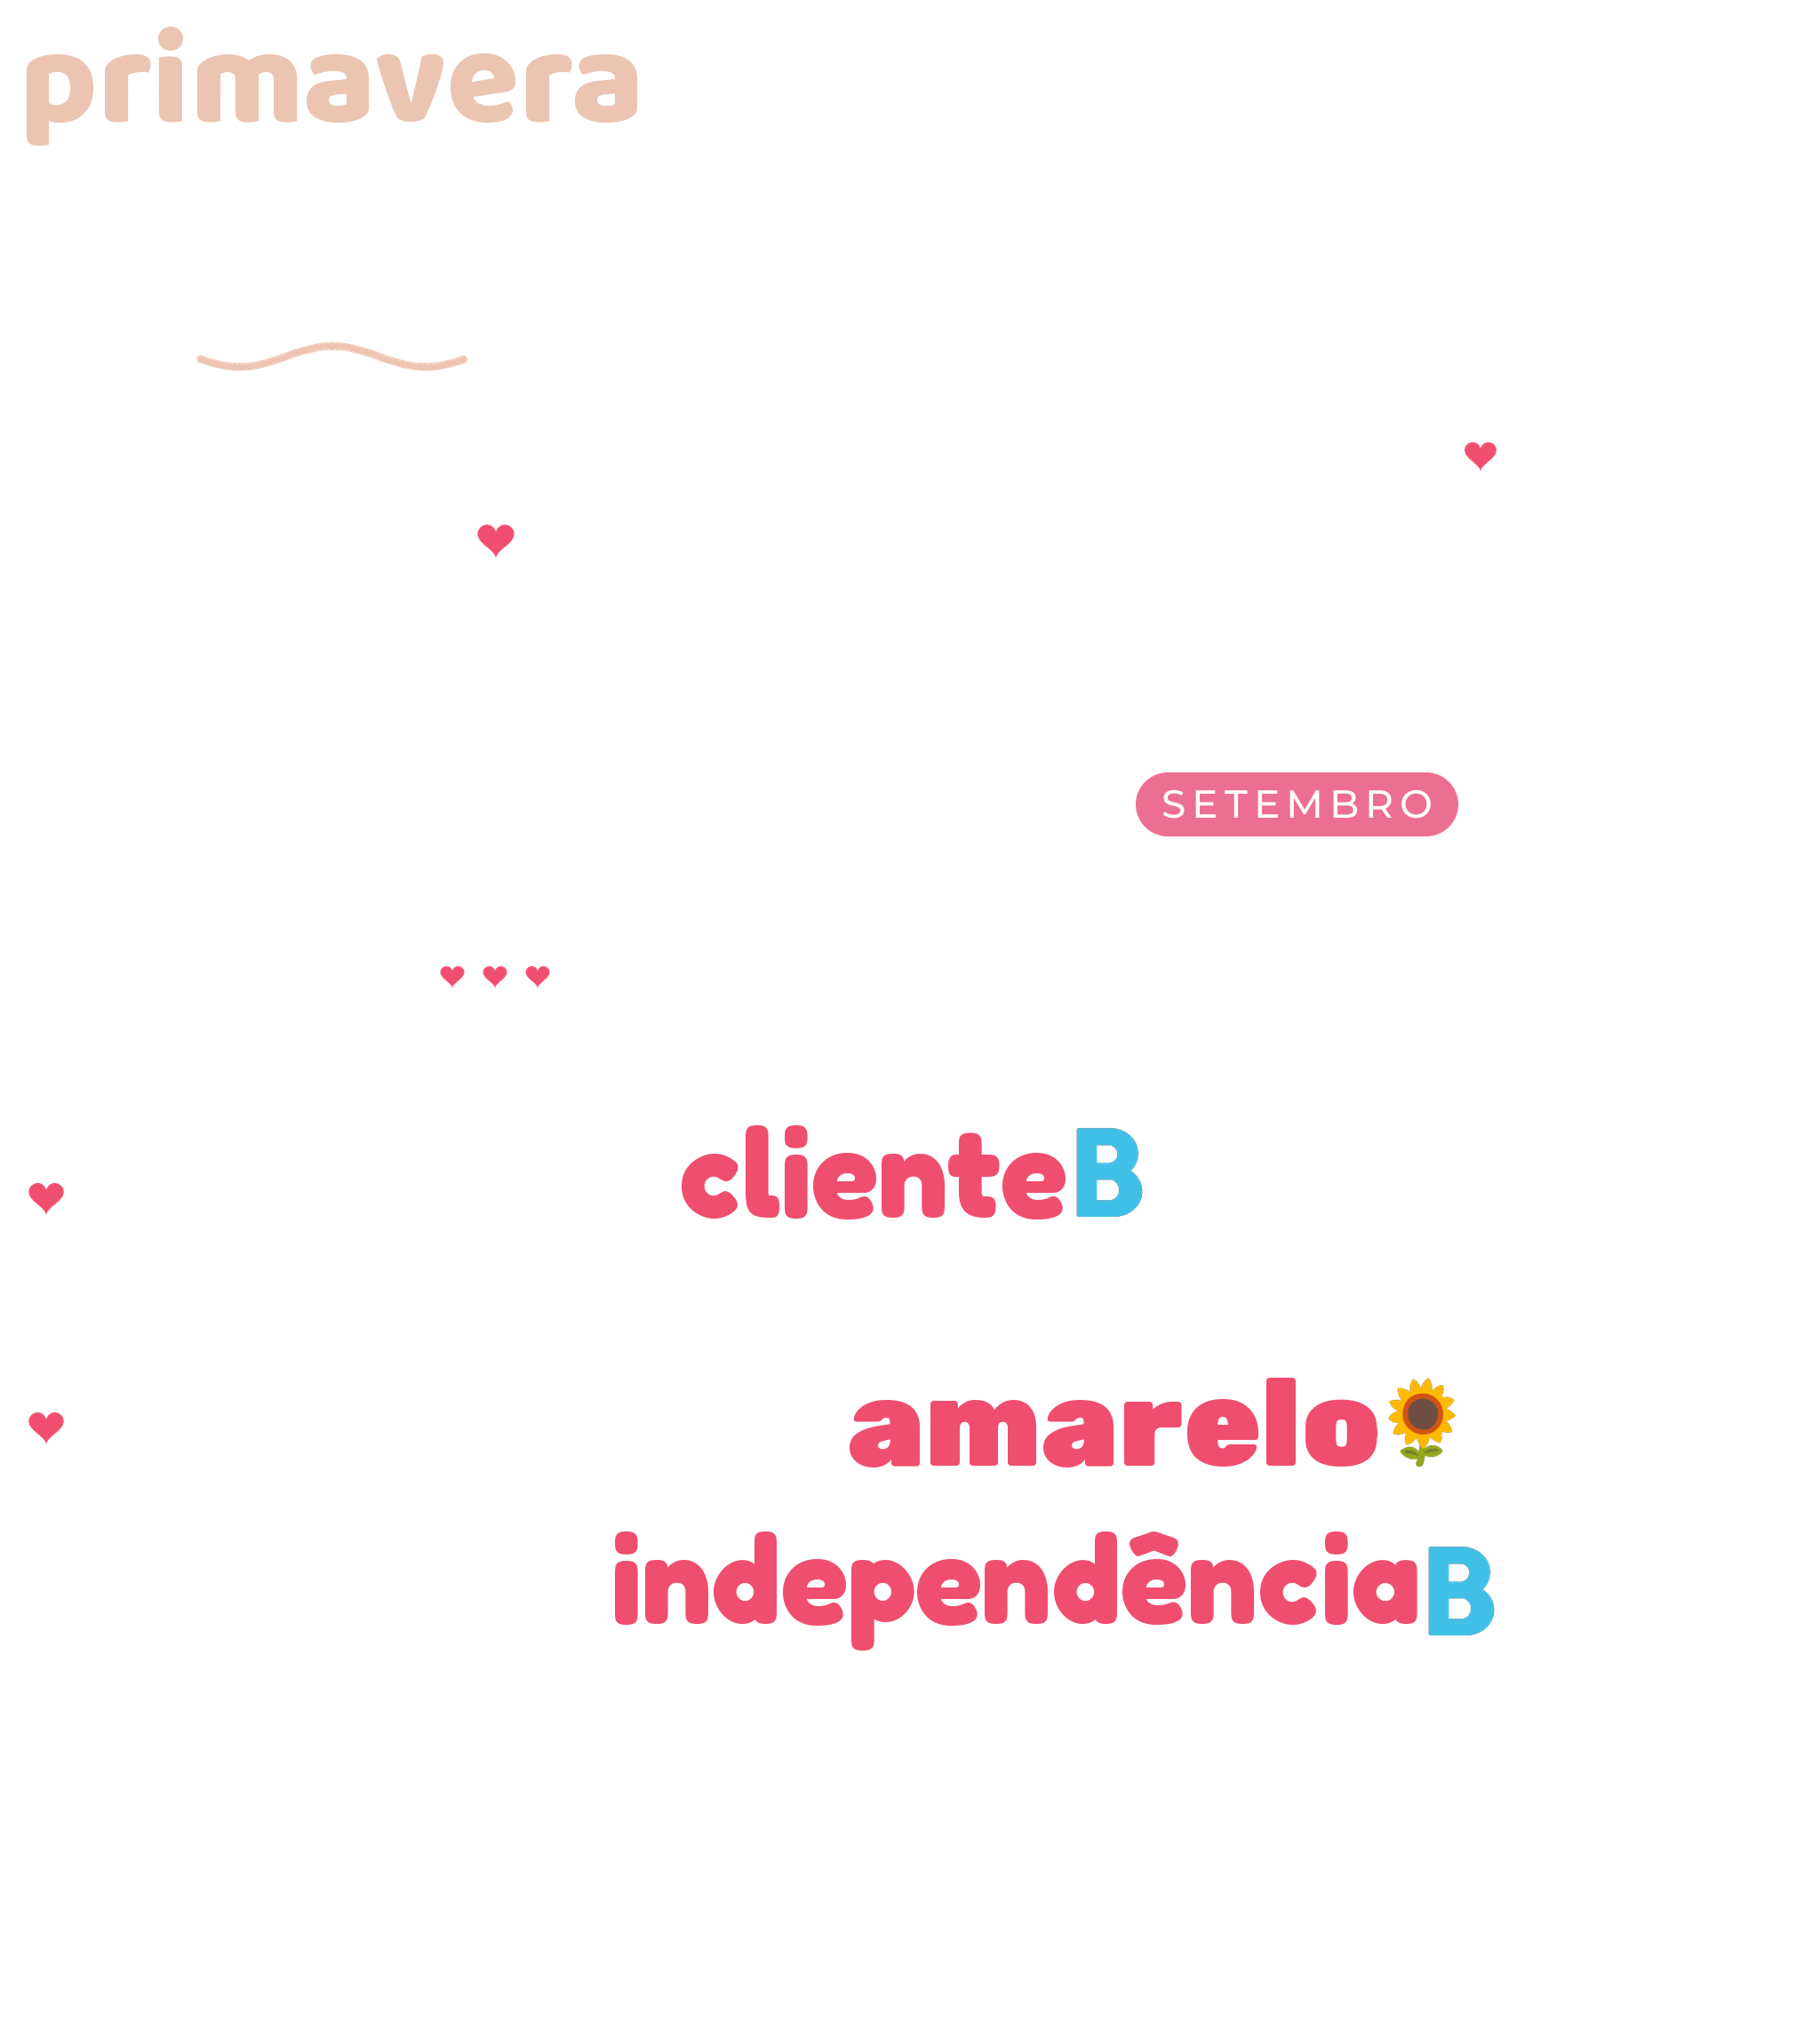 primavera
SETEMBRO
clienteB
amarelo
independênciaB